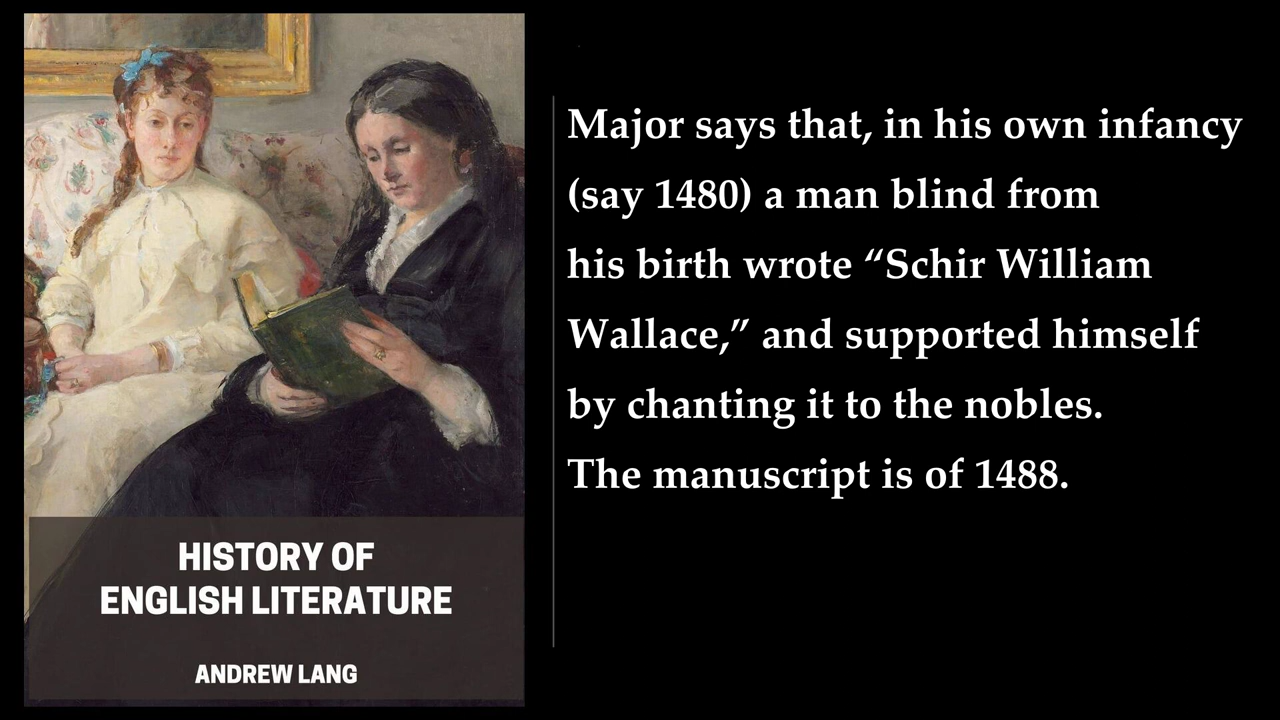 HISTORY OF
ENGLISH LITERATURE
ANDREW LANG
Major says that, in his own infancy
(say 1480) a man blind from
his birth wrote “Schir William
Wallace,” and supported himself
by chanting it to the nobles.
The manuscript is of 1488.